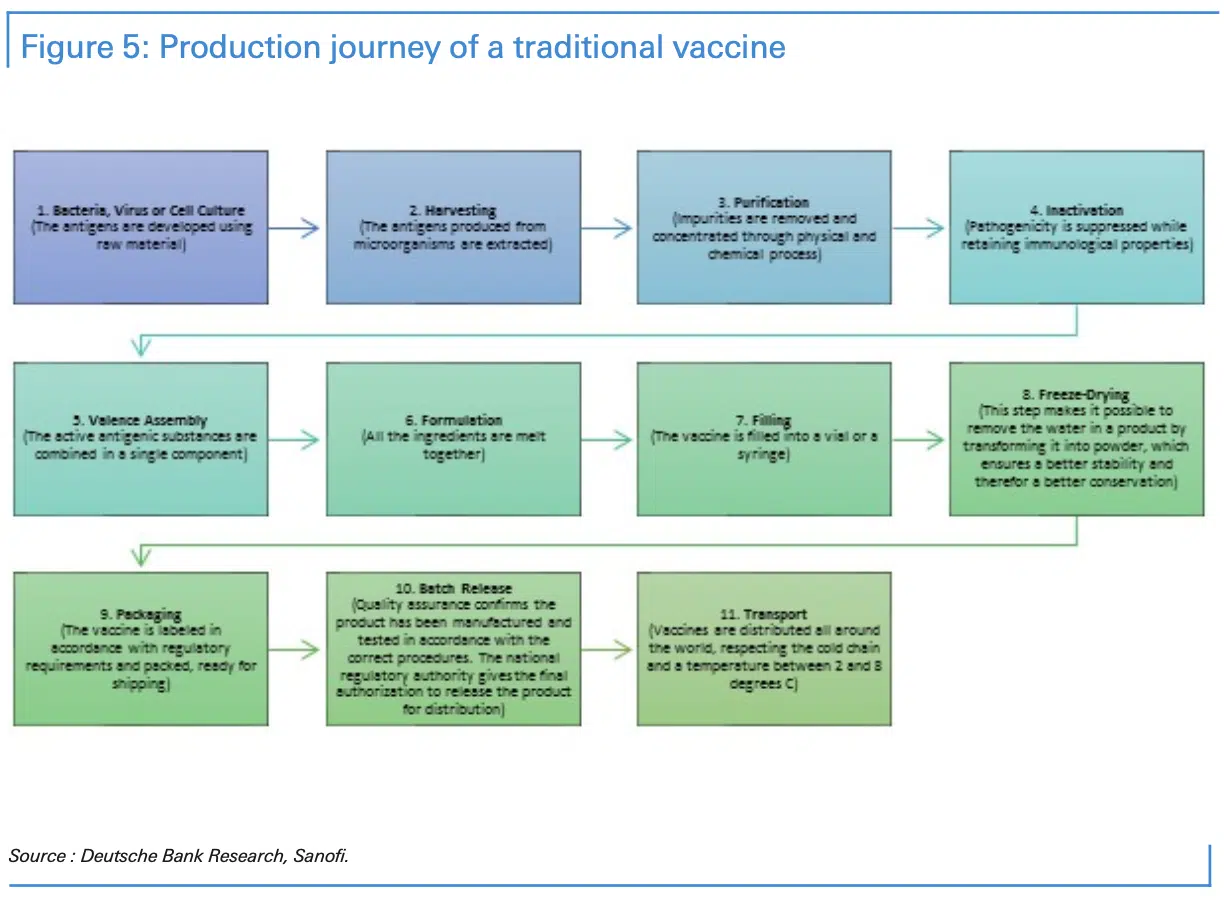 Figure 5: Production journey of a traditional vaccine
1. Bacteria, Virus or Cell Culture
(The antigens are developed using
raw material)
2. Harvesting
(The antigens produced from
microorganisms are extracted)
3. Purification
(Impurities are removed and
concentrated through physical and
chemical process)
4. Inactivation
(Pathogenicity is suppressed while
retaining immunological properties)
5. Valence Assembly
(The active antigenic substances are
combined in a single component)
6. Formulation
(All the ingredients are melt
together)
7. Filling
(The vaccine is filled into a vial or a
syringe)
8. Freeze-Drying
(This step makes it possible to
remove the water in a product by
transforming it into powder, which
ensures a better stability and
therefor a better conservation)
9. Packaging
(The vaccine is labeled in
accordance with regulatory
requirements and packed, ready for
shipping)
10. Batch Release
(Quality assurance confirms the
product has been manufactured and
tested in accordance with the
correct procedures. The national
regulatory authority gives the final
authorization to release the product
for distribution)
11. Transport
(Vaccines are distributed all around
the world, respecting the cold chain
and a temperature between 2 and 8
degrees C)
Source : Deutsche Bank Research, Sanofi.